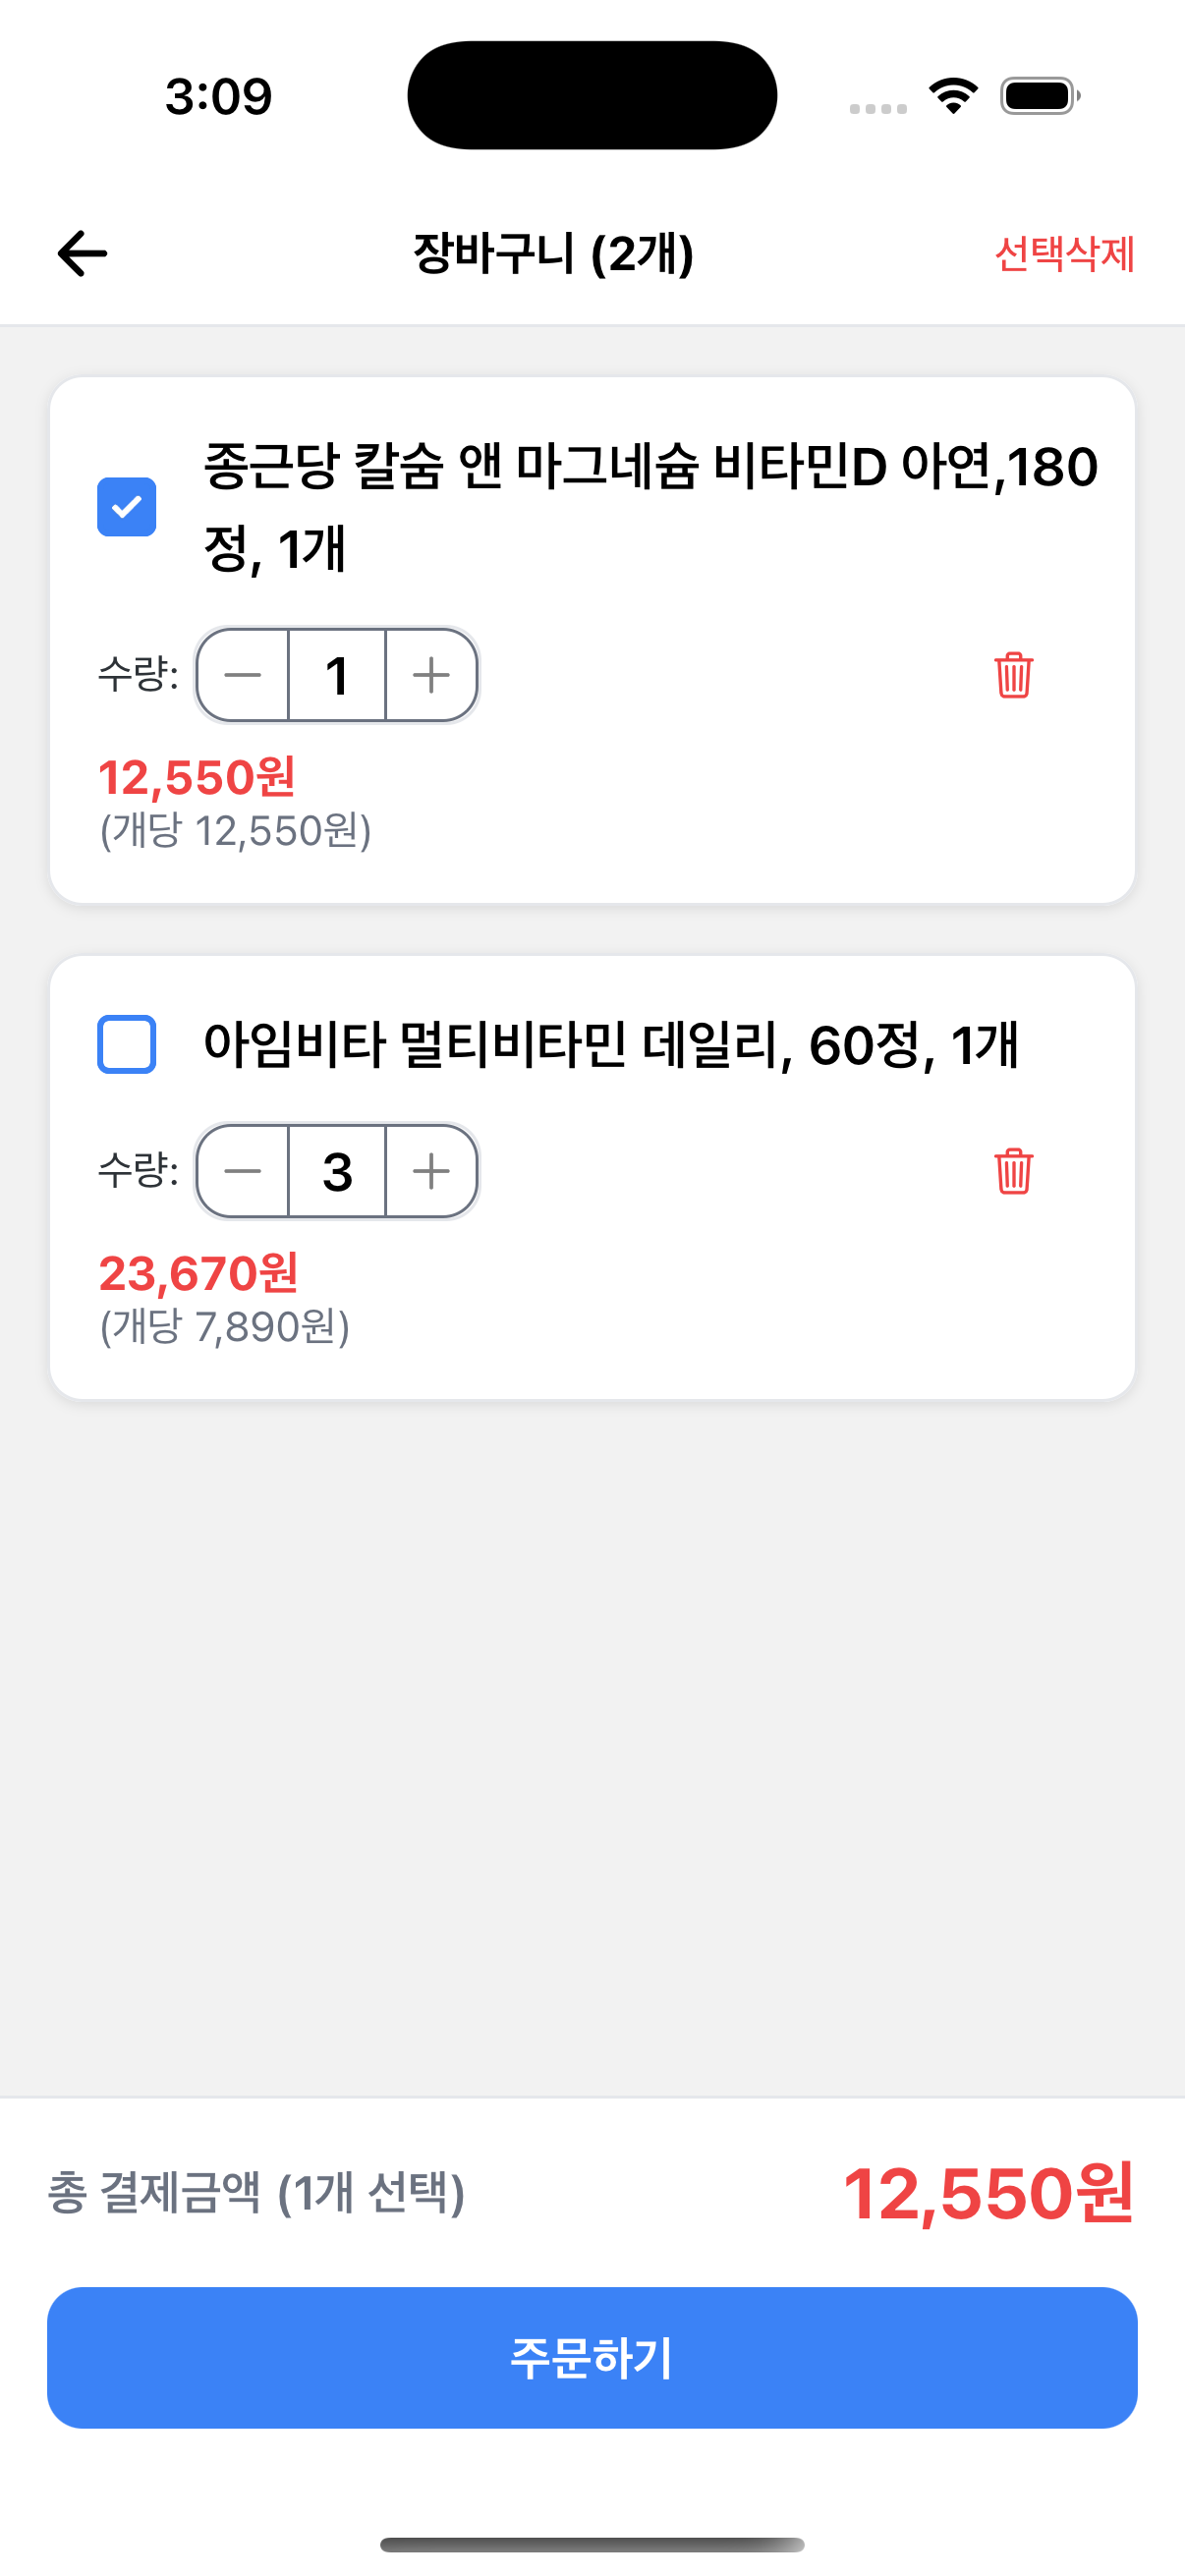 3:09
장바구니 (2개)
선택삭제
종근당 칼숨 앤 마그네슘 비타민D 아연,180
정, 1개
수량: 1
12,550원
(개당 12,550원)
아임비타 멀티비타민 데일리, 60정, 1개
수량: 3
23,670원
(개당 7,890원)
총 결제금액 (1개 선택)
12,550원
주문하기